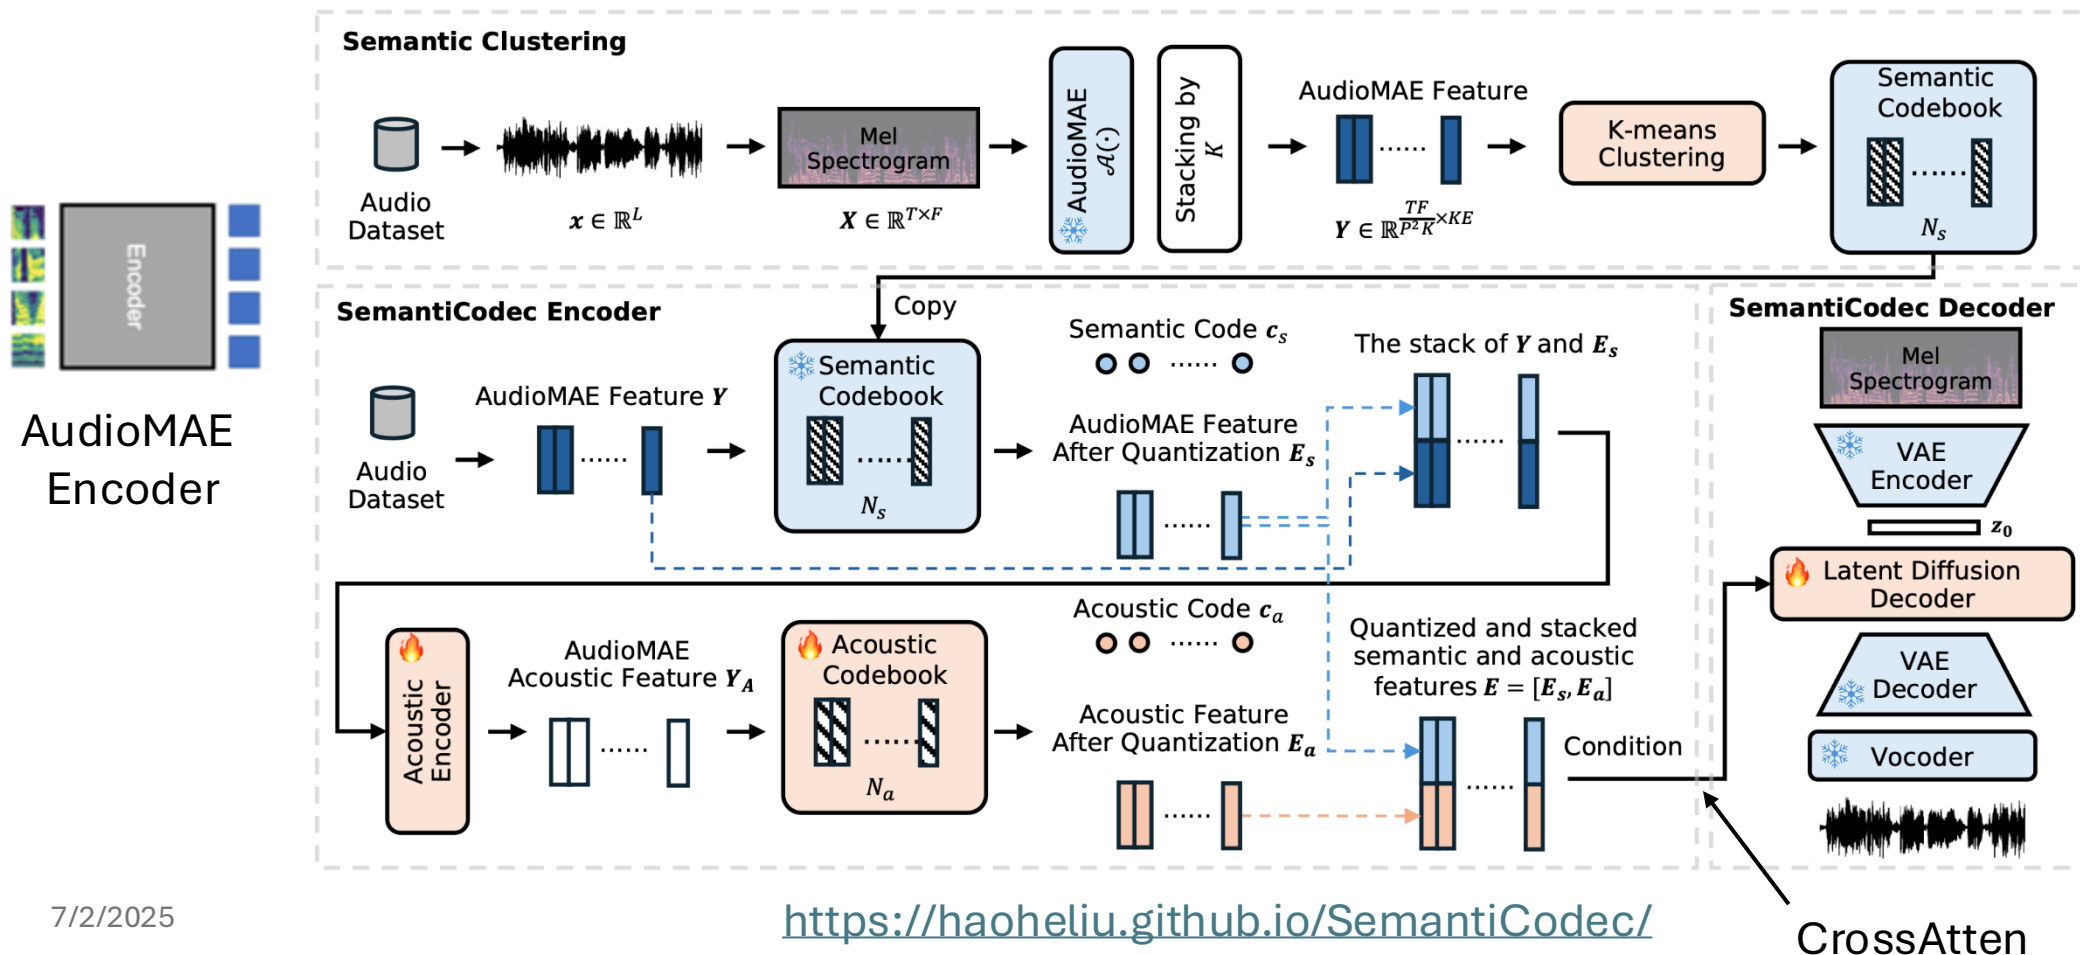 Semantic Clustering
Audio
Dataset
x ∈ ℝ^L
Mel
Spectrogram
X ∈ ℝ^{T×F}
AudioMAE
𝒜(·)
Stacking by
K
AudioMAE Feature
Y ∈ ℝ^{\frac{TF}{P^2K}×KE}
K-means
Clustering
Semantic
Codebook
......
N_s
Encoder
AudioMAE
Encoder
SemantiCodec Encoder
Copy
Audio
Dataset
AudioMAE Feature Y
......
Semantic
Codebook
......
N_s
Semantic Code c_s
......
AudioMAE Feature
After Quantization E_s
......
The stack of Y and E_s
......
Acoustic
Encoder
AudioMAE
Acoustic Feature Y_A
......
Acoustic
Codebook
......
N_a
Acoustic Code c_a
......
Acoustic Feature
After Quantization E_a
......
Quantized and stacked
semantic and acoustic
features E = [E_s, E_a]
......
Condition
SemantiCodec Decoder
Mel
Spectrogram
VAE
Encoder
z_0
Latent Diffusion
Decoder
VAE
Decoder
Vocoder
CrossAtten
7/2/2025
https://haoheliu.github.io/SemantiCodec/